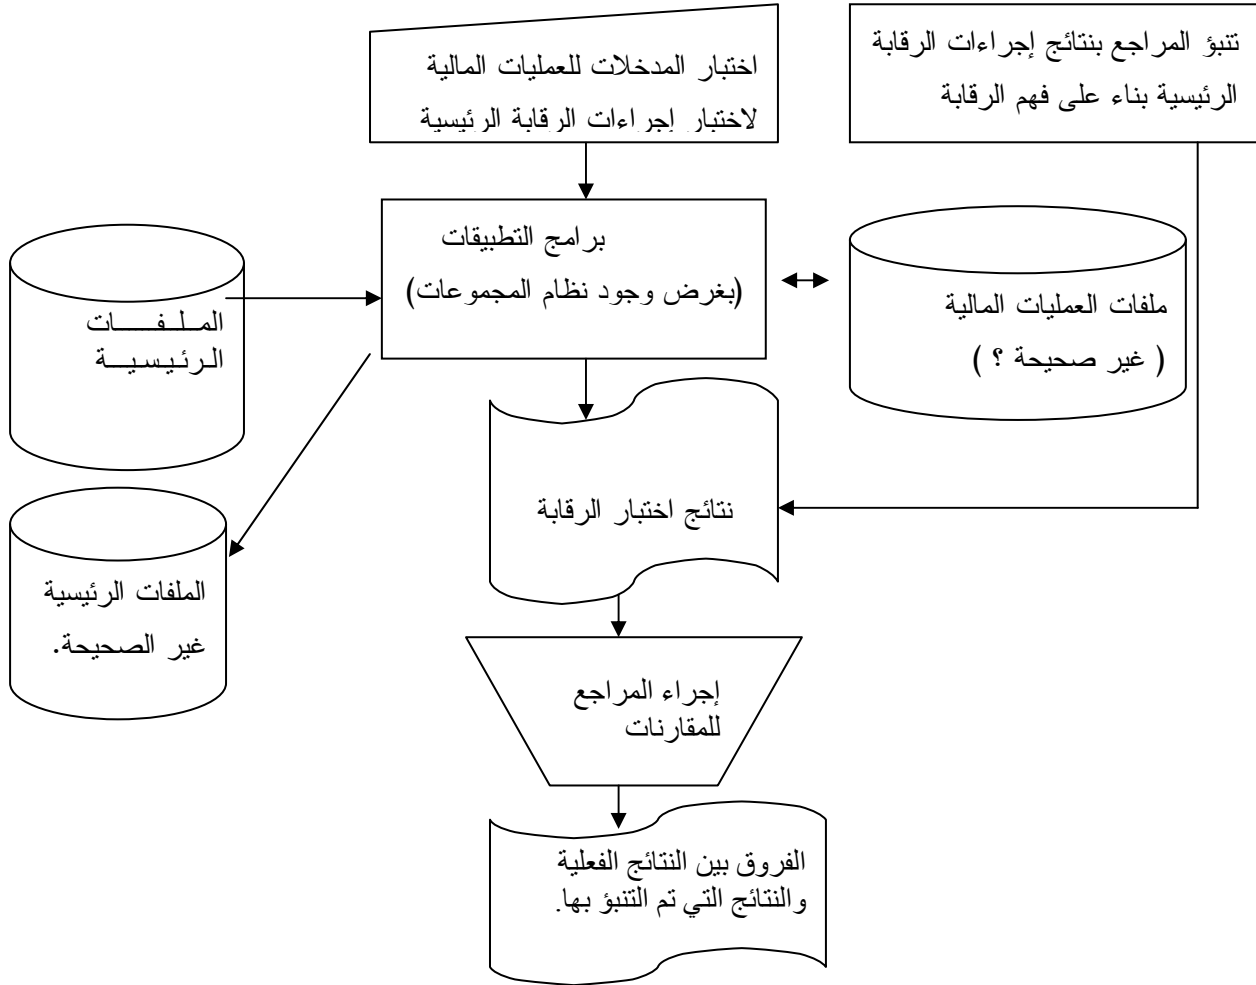 تنبؤ المراجع بنتائج إجراءات الرقابة
الرئيسية بناء على فهم الرقابة
اختبار المدخلات للعمليات المالية
لاختبار إجراءات الرقابة الرئيسية
برامج التطبيقات
(بغرض وجود نظام المجموعات)
ملفات العمليات المالية
( غير صحيحة ؟ )
الملفات
الرئيسية
نتائج اختبار الرقابة
الملفات الرئيسية
غير الصحيحة.
إجراء المراجع
للمقارنات
الفروق بين النتائج الفعلية
والنتائج التي تم التنبؤ بها.